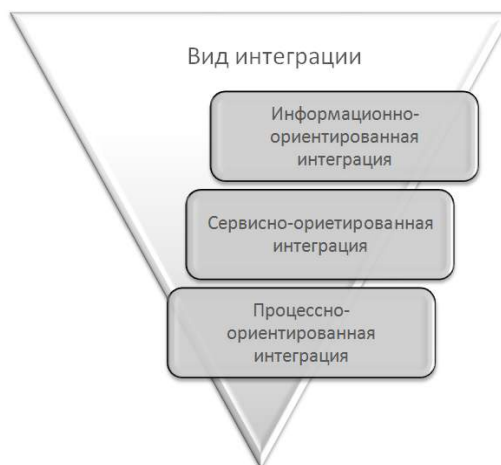 Вид интеграции
Информационно-
ориентированная
интеграция
Сервисно-ориетированная
интеграция
Процессно-
ориентированная
интеграция